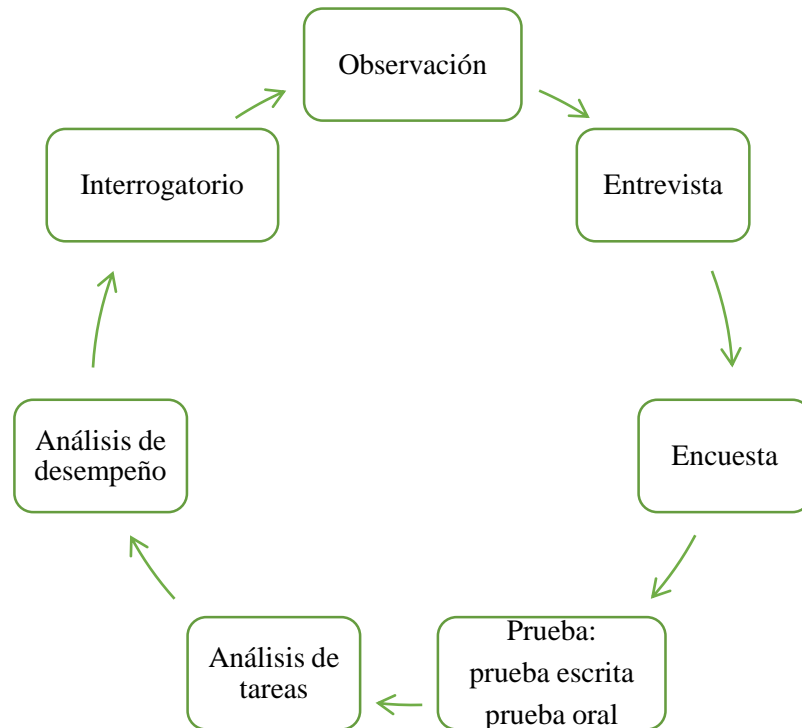 Observación
Entrevista
Encuesta
Prueba:
prueba escrita
prueba oral
Análisis de
tareas
Análisis de
desempeño
Interrogatorio